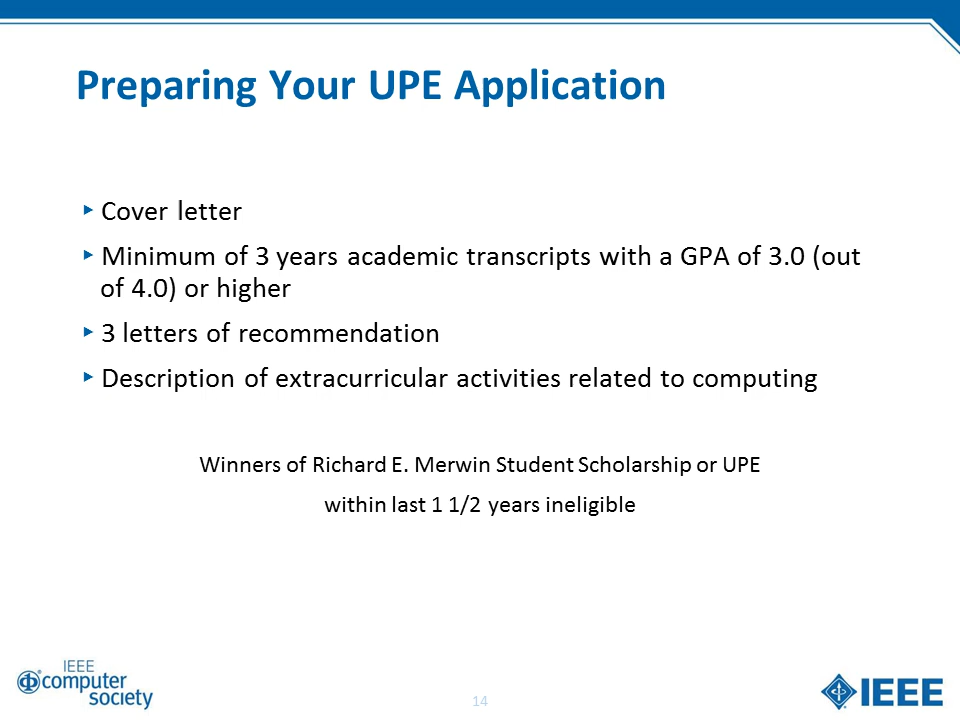 Preparing Your UPE Application
▸ Cover letter
▸ Minimum of 3 years academic transcripts with a GPA of 3.0 (out
of 4.0) or higher
▸ 3 letters of recommendation
▸ Description of extracurricular activities related to computing
Winners of Richard E. Merwin Student Scholarship or UPE
within last 1 1/2 years ineligible
IEEE
computer
society
14
IEEE